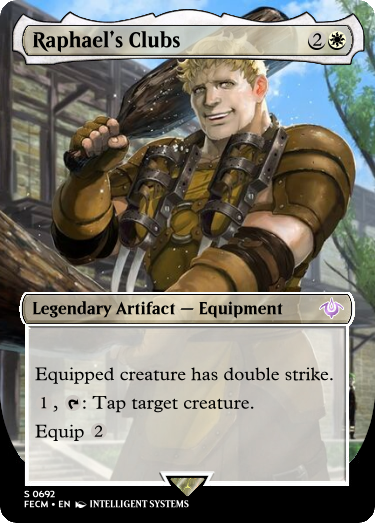 Raphael's Clubs 2
Legendary Artifact — Equipment
Equipped creature has double strike.
1 , : Tap target creature.
Equip 2
S 0692
FECM • EN INTELLIGENT SYSTEMS